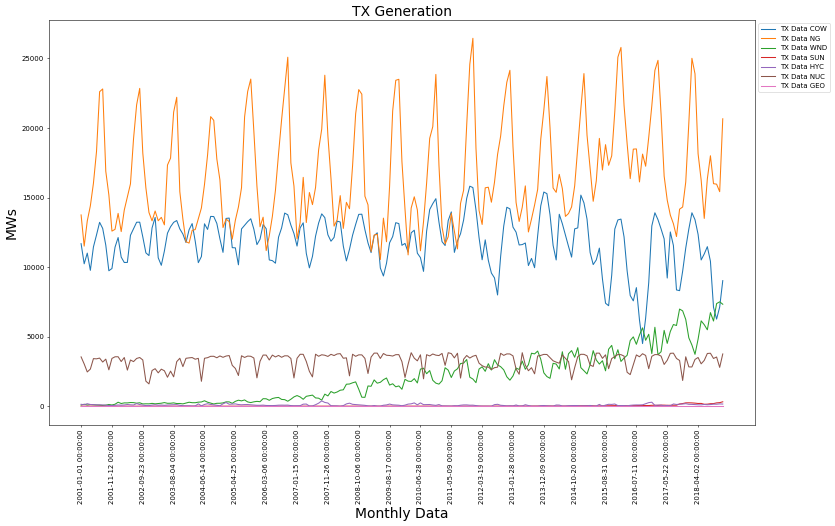 TX Generation
TX Data COW
TX Data NG
TX Data WND
TX Data SUN
TX Data HYC
TX Data NUC
TX Data GEO
MWs
25000
20000
15000
10000
5000
0
2001-01-01 00:00:00
2001-11-12 00:00:00
2002-09-23 00:00:00
2003-08-04 00:00:00
2004-06-14 00:00:00
2005-04-25 00:00:00
2006-03-06 00:00:00
2007-01-15 00:00:00
2007-11-26 00:00:00
2008-10-06 00:00:00
2009-08-17 00:00:00
2010-06-28 00:00:00
2011-05-09 00:00:00
2012-03-19 00:00:00
2013-01-28 00:00:00
2013-12-09 00:00:00
2014-10-20 00:00:00
2015-08-31 00:00:00
2016-07-11 00:00:00
2017-05-22 00:00:00
2018-04-02 00:00:00
Monthly Data